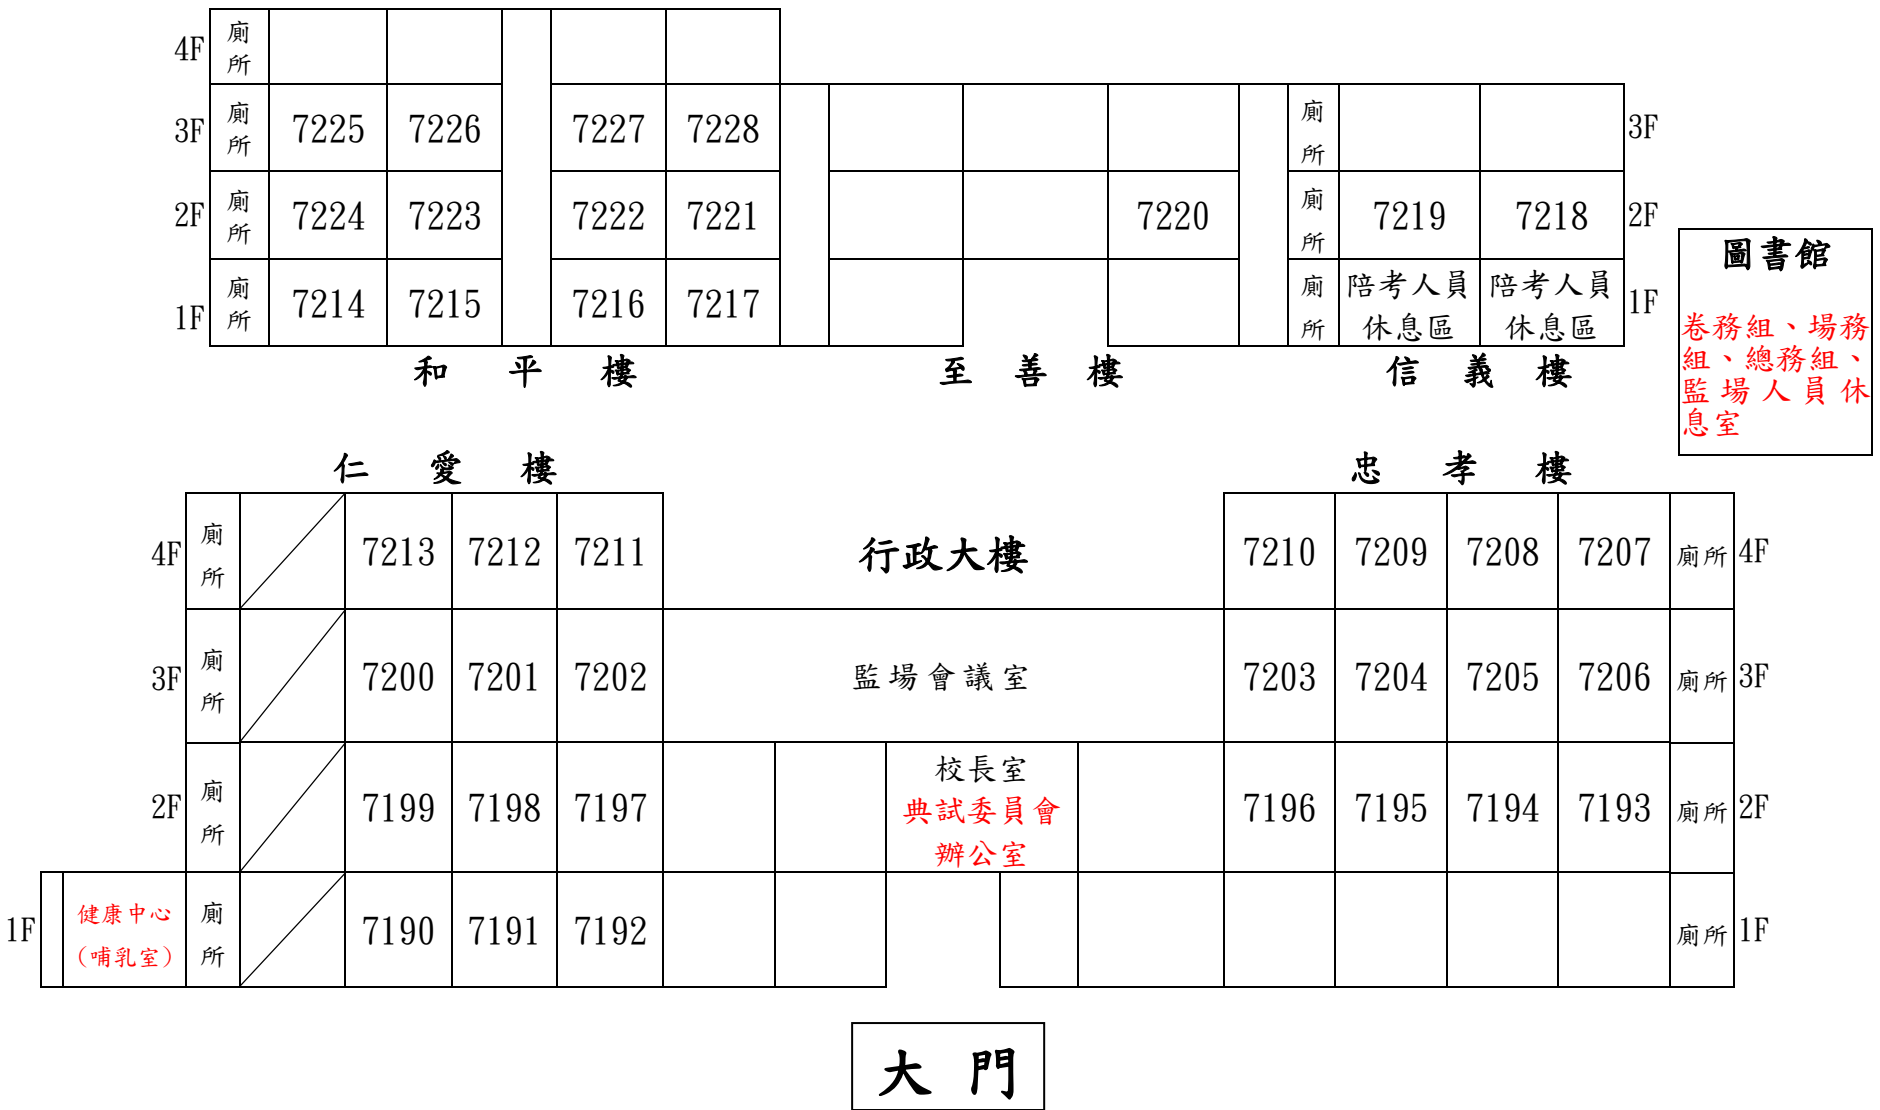 4F 廁所
3F 廁所 7225 7226 7227 7228 廁所 3F
2F 廁所 7224 7223 7222 7221 7220 廁所 7219 7218 2F
1F 廁所 7214 7215 7216 7217 廁所 陪考人員休息區 陪考人員休息區 1F
和平樓 至善樓 信義樓
圖書館
卷務組、場務
組、總務組、
監場人員休
息室
仁愛樓 忠孝樓
4F 廁所 7213 7212 7211 行政大樓 7210 7209 7208 7207 廁所 4F
3F 廁所 7200 7201 7202 監場會議室 7203 7204 7205 7206 廁所 3F
2F 廁所 7199 7198 7197 校長室 典試委員會 辦公室 7196 7195 7194 7193 廁所 2F
1F 健康中心 (哺乳室) 廁所 7190 7191 7192 廁所 1F
大門